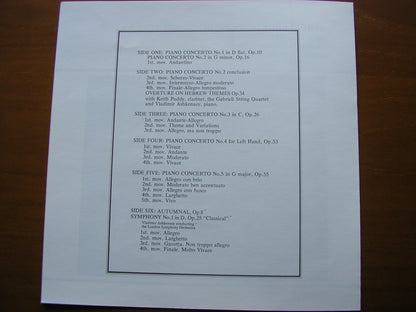 SIDE ONE: PIANO CONCERTO No.1 in D flat, Op.10
PIANO CONCERTO No.2 in G minor, Op.16
1st. mov. Andantino
SIDE TWO: PIANO CONCERTO No.2 conclusion
2nd. mov. Scherzo-Vivace
3rd. mov. Intermezzo-Allegro moderato
4th. mov. Finale-Allegro tempestoso
OVERTURE ON HEBREW THEMES Op.34
with Keith Puddy, clarinet, the Gabrieli String Quartet
and Vladimir Ashkenazy, piano.
SIDE THREE: PIANO CONCERTO No.3 in C, Op.26
1st. mov. Andante-Allegro
2nd. mov. Theme and Variations
3rd. mov. Allegro, ma non troppo
SIDE FOUR: PIANO CONCERTO No.4 for Left Hand, Op.53
1st. mov. Vivace
2nd. mov. Andante
3rd. mov. Moderato
4th. mov. Vivace
SIDE FIVE: PIANO CONCERTO No.5 in G major, Op.55
1st. mov. Allegro con brio
2nd. mov. Moderato ben accentuato
3rd. mov. Allegro con fuoco
4th. mov. Larghetto
5th. mov. Vivo
SIDE SIX: AUTUMNAL, Op.8
SYMPHONY No.1 in D, Op.25 "Classical"
Vladimir Ashkenazy conducting
the London Symphony Orchestra
1st. mov. Allegro
2nd. mov. Larghetto
3rd. mov. Gavotta. Non troppo allegro
4th. mov. Finale. Molto Vivace